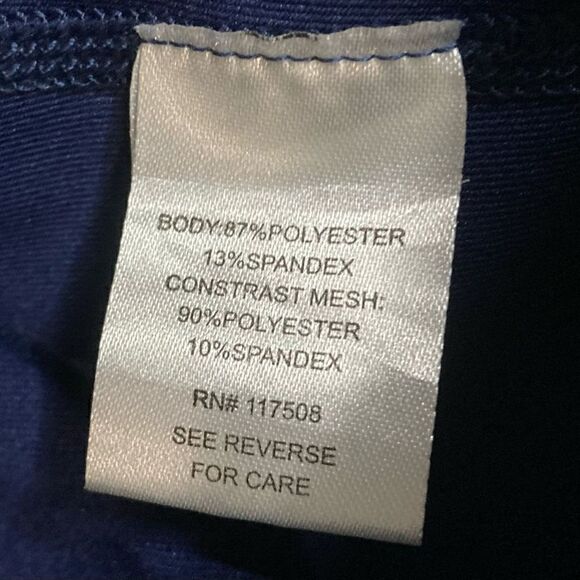 BODY:87%POLYESTER
13%SPANDEX
CONSTRAST MESH:
90%POLYESTER
10%SPANDEX
RN# 117508
SEE REVERSE
FOR CARE